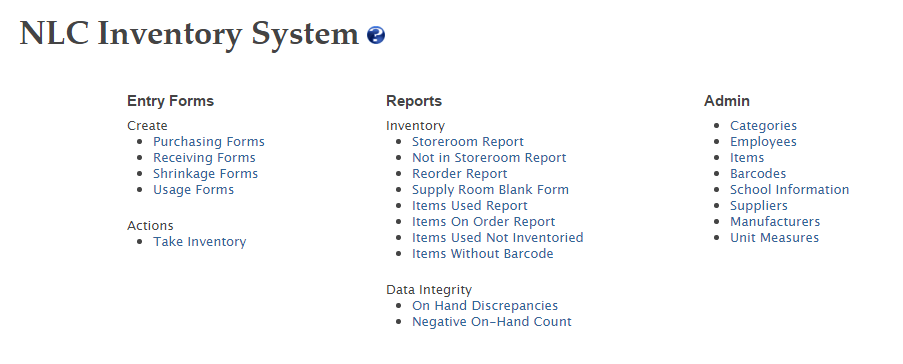 NLC Inventory System ?
Entry Forms
Create
Purchasing Forms
Receiving Forms
Shrinkage Forms
Usage Forms
Actions
Take Inventory
Reports
Inventory
Storeroom Report
Not in Storeroom Report
Reorder Report
Supply Room Blank Form
Items Used Report
Items On Order Report
Items Used Not Inventoried
Items Without Barcode
Data Integrity
On Hand Discrepancies
Negative On-Hand Count
Admin
Categories
Employees
Items
Barcodes
School Information
Suppliers
Manufacturers
Unit Measures